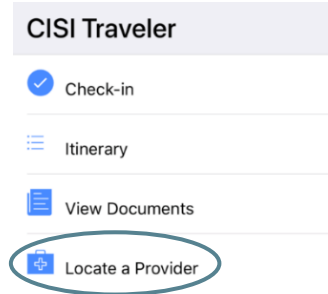 CISI Traveler
Check-in
Itinerary
View Documents
Locate a Provider